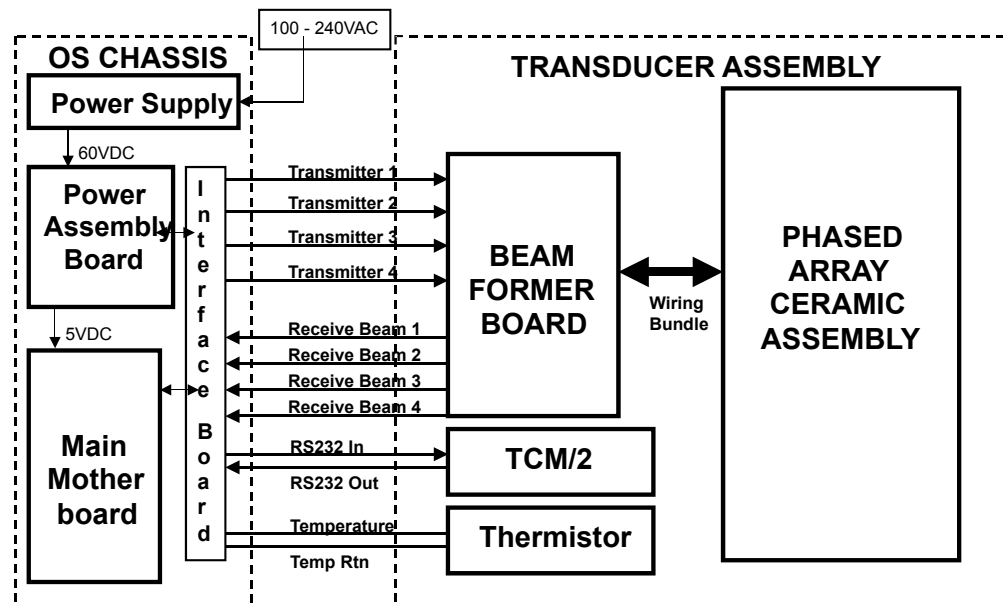 100 - 240VAC
OS CHASSIS
Power Supply
60VDC
Power
Assembly
Board
5VDC
Main
Mother
board
Interface Board
TRANSDUCER ASSEMBLY
Transmitter 1
Transmitter 2
Transmitter 3
Transmitter 4
Receive Beam 1
Receive Beam 2
Receive Beam 3
Receive Beam 4
RS232 In
RS232 Out
Temperature
Temp Rtn
BEAM
FORMER
BOARD
TCM/2
Thermistor
Wiring
Bundle
PHASED
ARRAY
CERAMIC
ASSEMBLY